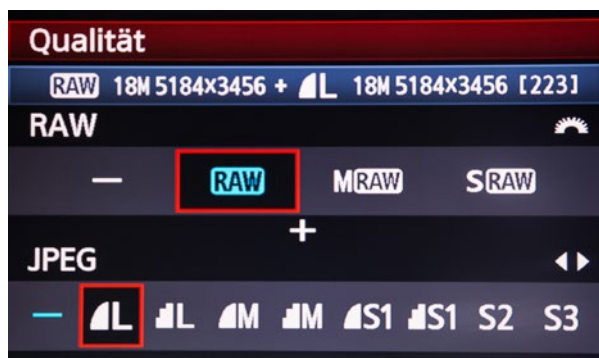 Qualität
RAW 18M 5184x3456 + L 18M 5184x3456 [223]
RAW
— RAW MRAW SRAW
+
JPEG
— L L M M S1 S1 S2 S3